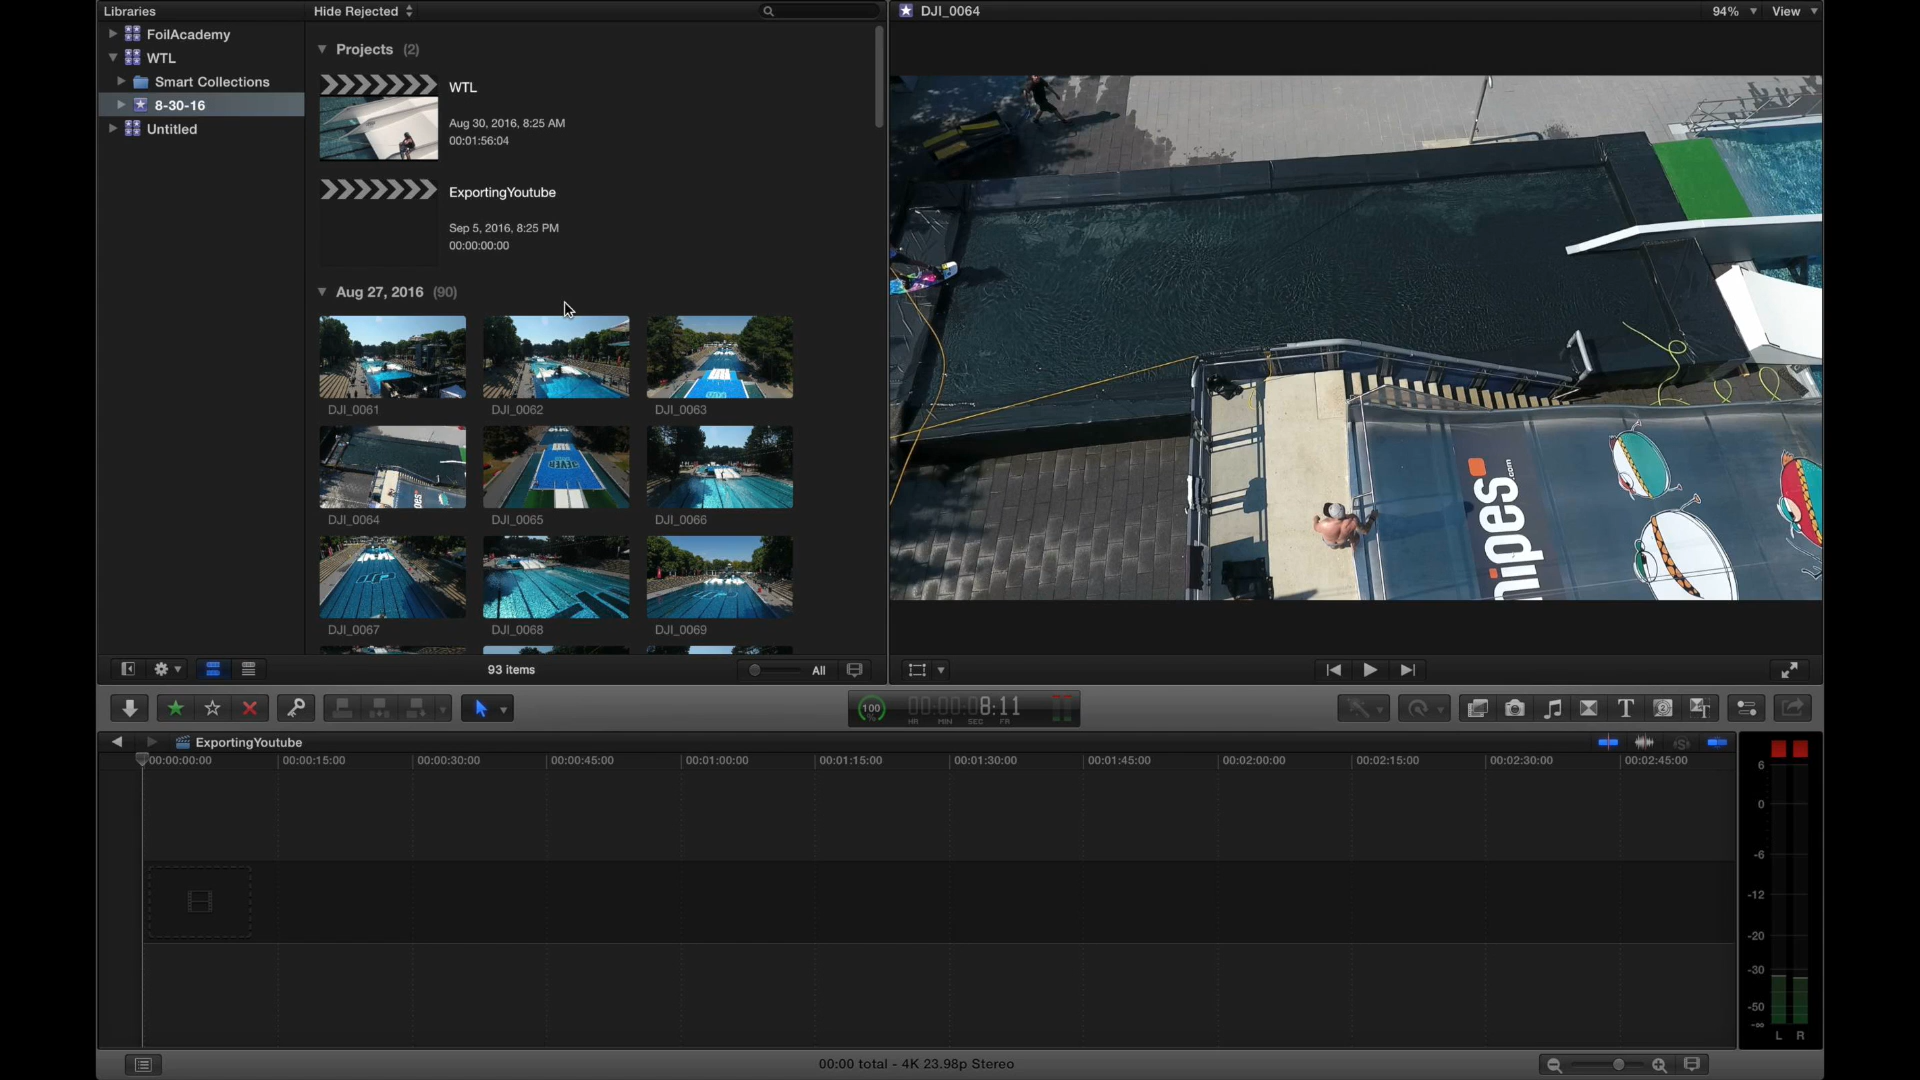 Libraries
Hide Rejected
DJI_0064
94%
View
FoilAcademy
WTL
Smart Collections
8-30-16
Untitled
Projects (2)
WTL
Aug 30, 2016, 8:25 AM
00:01:56:04
ExportingYoutube
Sep 5, 2016, 8:25 PM
00:00:00:00
Aug 27, 2016 (90)
DJI_0061
DJI_0062
DJI_0063
DJI_0064
DJI_0065
DJI_0066
DJI_0067
DJI_0068
DJI_0069
nipes.com
93 items
All
100
%
00:00:08:11
HR MIN SEC FR
ExportingYoutube
00:00:00:00
00:00:15:00
00:00:30:00
00:00:45:00
00:01:00:00
00:01:15:00
00:01:30:00
00:01:45:00
00:02:00:00
00:02:15:00
00:02:30:00
00:02:45:00
6
0
-6
-12
-20
-30
-50
-∞
L R
00:00 total - 4K 23.98p Stereo